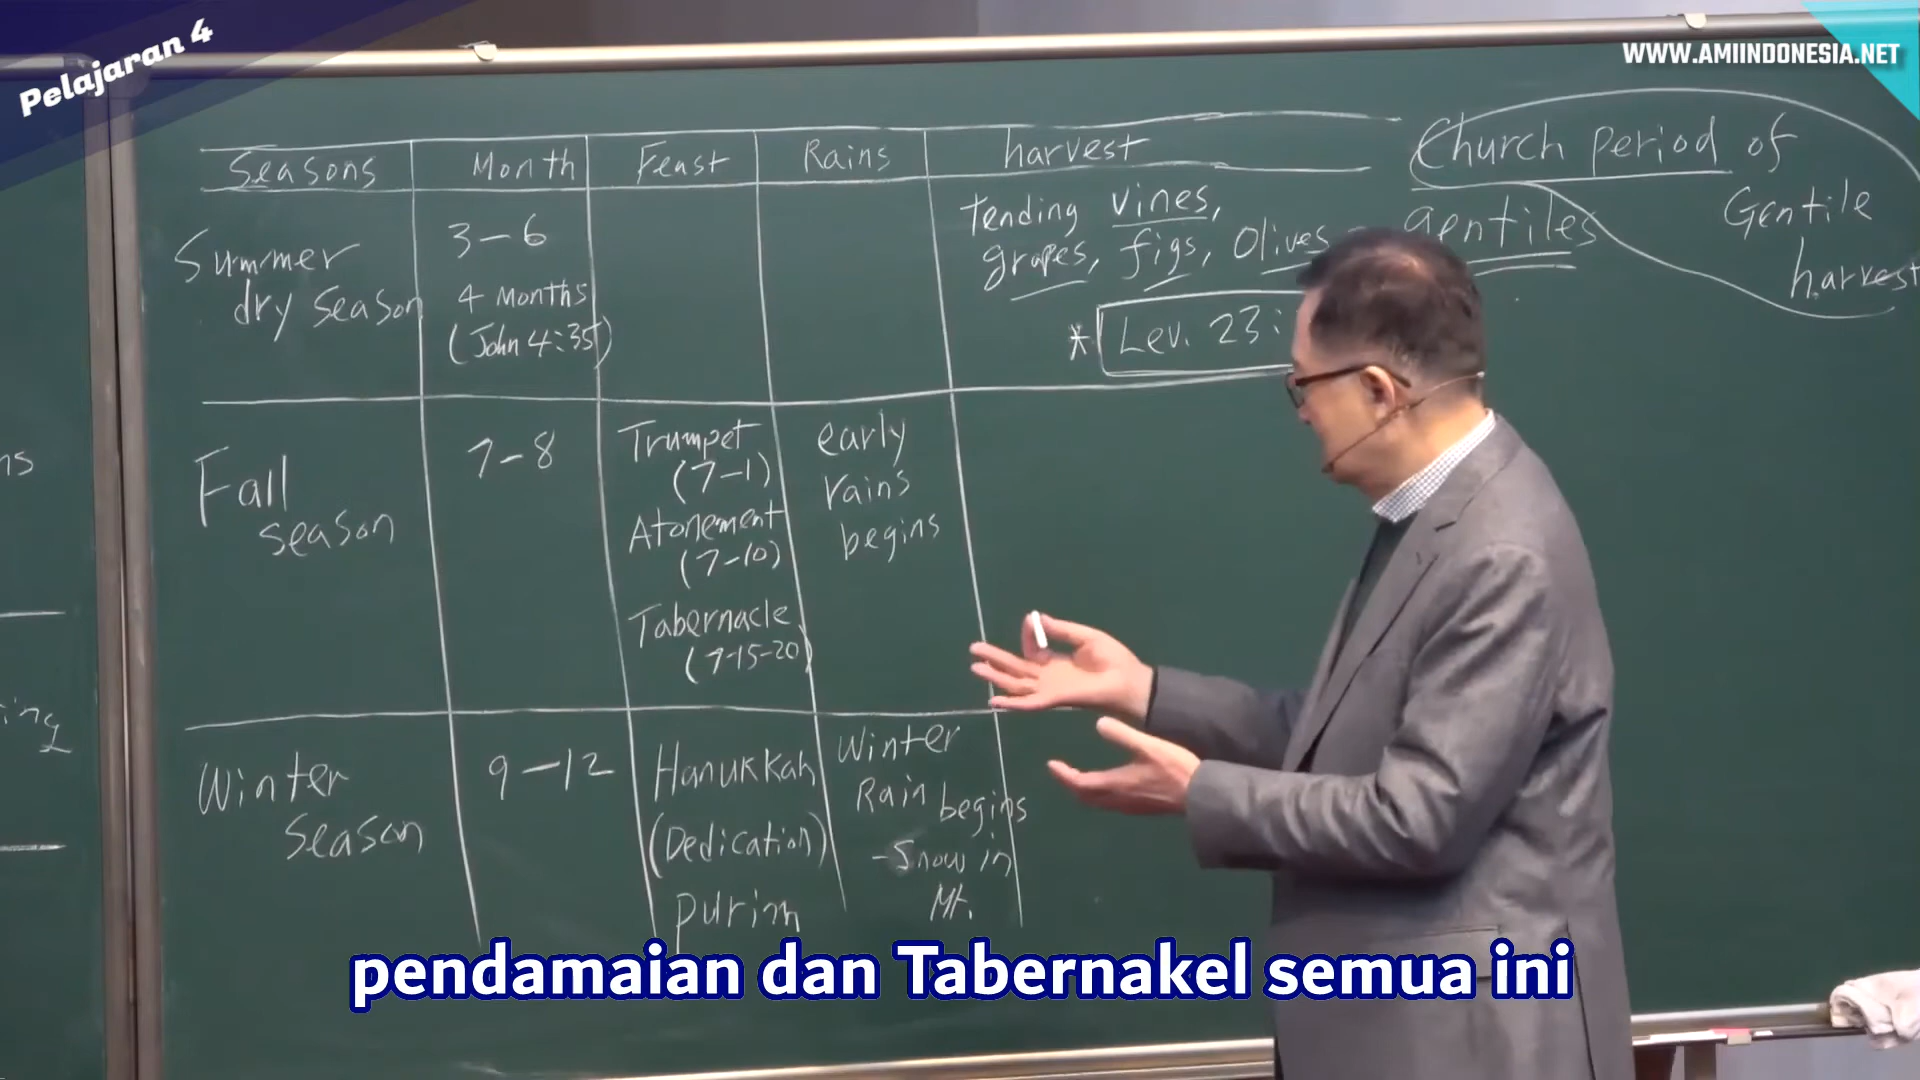 Pelajaran 4
WWW.AMIINDONESIA.NET
Seasons Month Feast Rains harvest
Summer
dry season
3-6
4 Months
(John 4:35)
Tending vines,
grapes, figs, Olives - gentiles
* Lev. 23:
Church period of
Gentile
harvest
Fall
season
7-8
Trumpet
(7-1)
Atonement
(7-10)
Tabernacle
(7-15-20)
early
rains
begins
Winter
Season
9-12
Hanukkah
(Dedication)
purim
Winter
Rain begins
- Snow in
Mt.
pendamaian dan Tabernakel semua ini